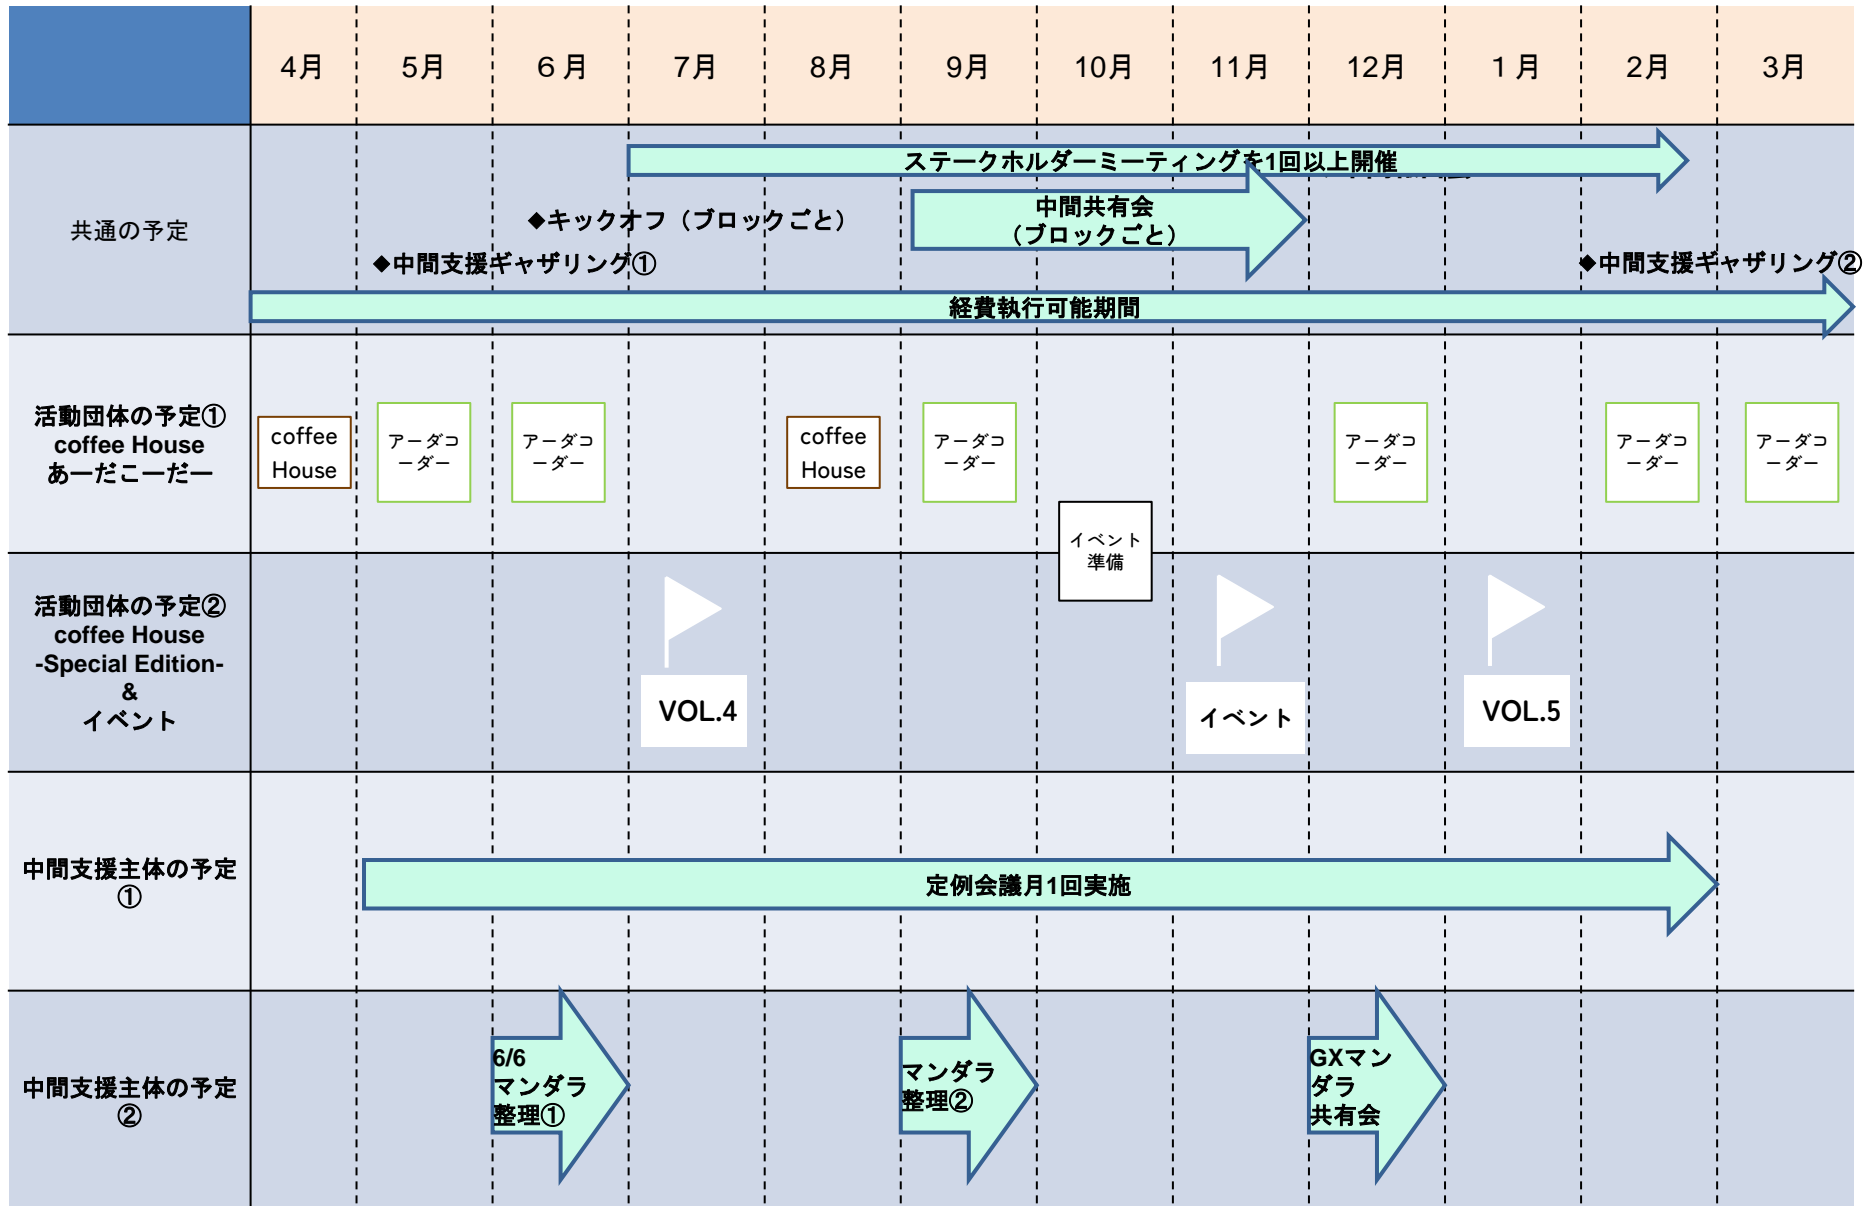 4月 5月 ６月 7月 8月 9月 10月 11月 12月 １月 2月 3月
共通の予定
ステークホルダーミーティングを1回以上開催
中間共有会
（ブロックごと）
◆キックオフ（ブロックごと）
◆中間支援ギャザリング①
◆中間支援ギャザリング②
経費執行可能期間
活動団体の予定①
coffee House
あーだこーだー
coffee
House
アーダコ
ーダー
アーダコ
ーダー
coffee
House
アーダコ
ーダー
アーダコ
ーダー
アーダコ
ーダー
アーダコ
ーダー
イベント
準備
活動団体の予定②
coffee House
-Special Edition-
&
イベント
VOL.4
イベント
VOL.5
中間支援主体の予定
①
定例会議月1回実施
中間支援主体の予定
②
6/6
マンダラ
整理①
マンダラ
整理②
GXマン
ダラ
共有会